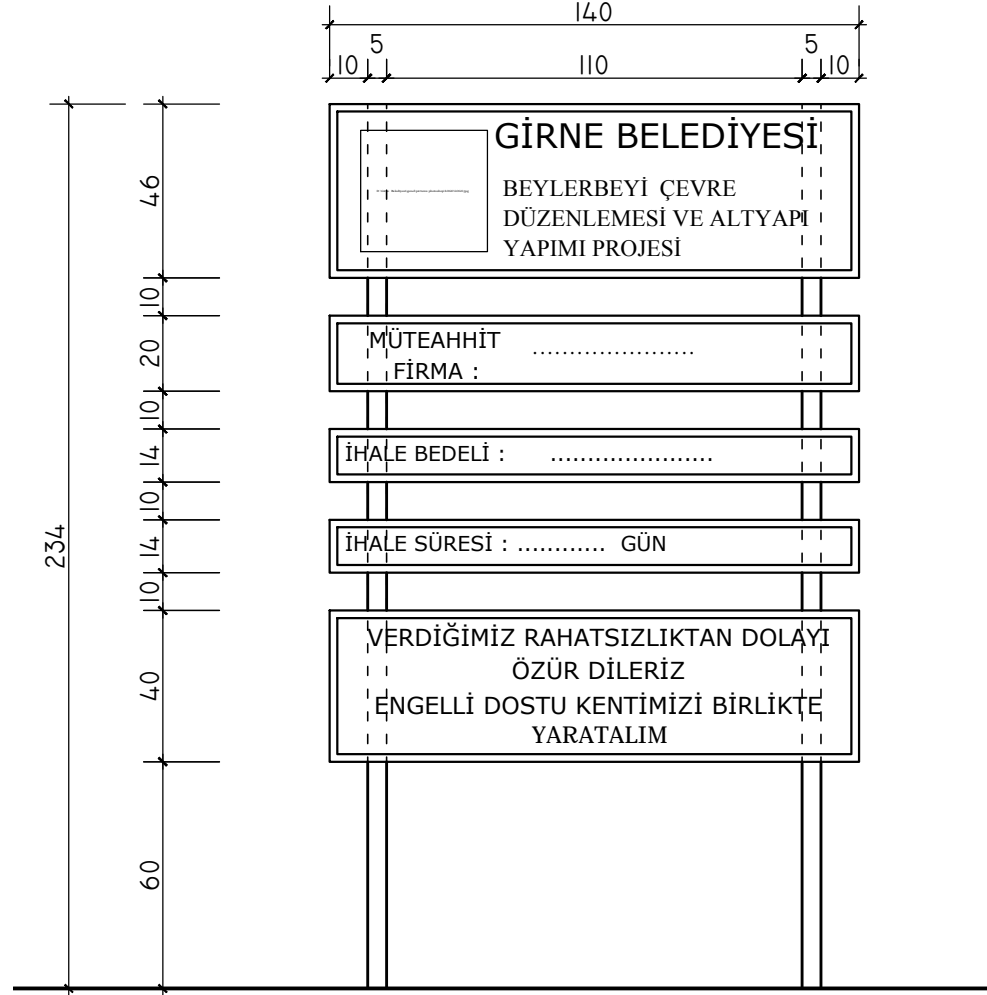 140
5 5
10 110 10
GİRNE BELEDİYESİ
BEYLERBEYİ ÇEVRE
DÜZENLEMESİ VE ALTYAPI
YAPIMI PROJESİ
46
10
MÜTEAHHİT ......................
FİRMA :
20
10
İHALE BEDELİ : ......................
14
10
İHALE SÜRESİ : ............ GÜN
14
234
10
VERDİĞİMİZ RAHATSIZLIKTAN DOLAYI
ÖZÜR DİLERİZ
ENGELLİ DOSTU KENTİMİZİ BİRLİKTE
YARATALIM
40
60